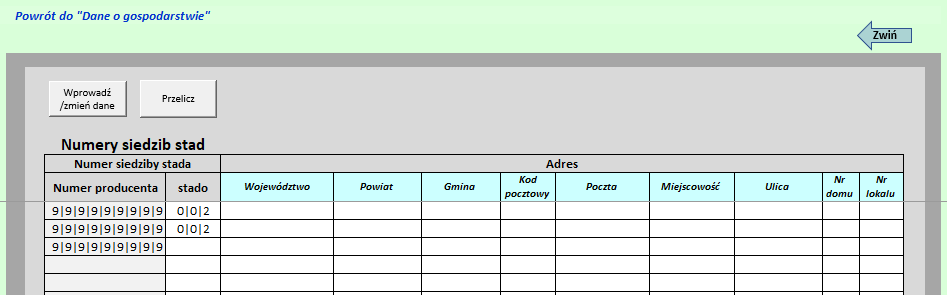 Powrót do "Dane o gospodarstwie"
Zwiń
Wprowadź
/zmień dane
Przelicz
Numery siedzib stad
Numer siedziby stada Adres
Numer producenta stado Województwo Powiat Gmina Kod pocztowy Poczta Miejscowość Ulica Nr domu Nr lokalu
9|9|9|9|9|9|9|9|9 0|0|2
9|9|9|9|9|9|9|9|9 0|0|2
9|9|9|9|9|9|9|9|9